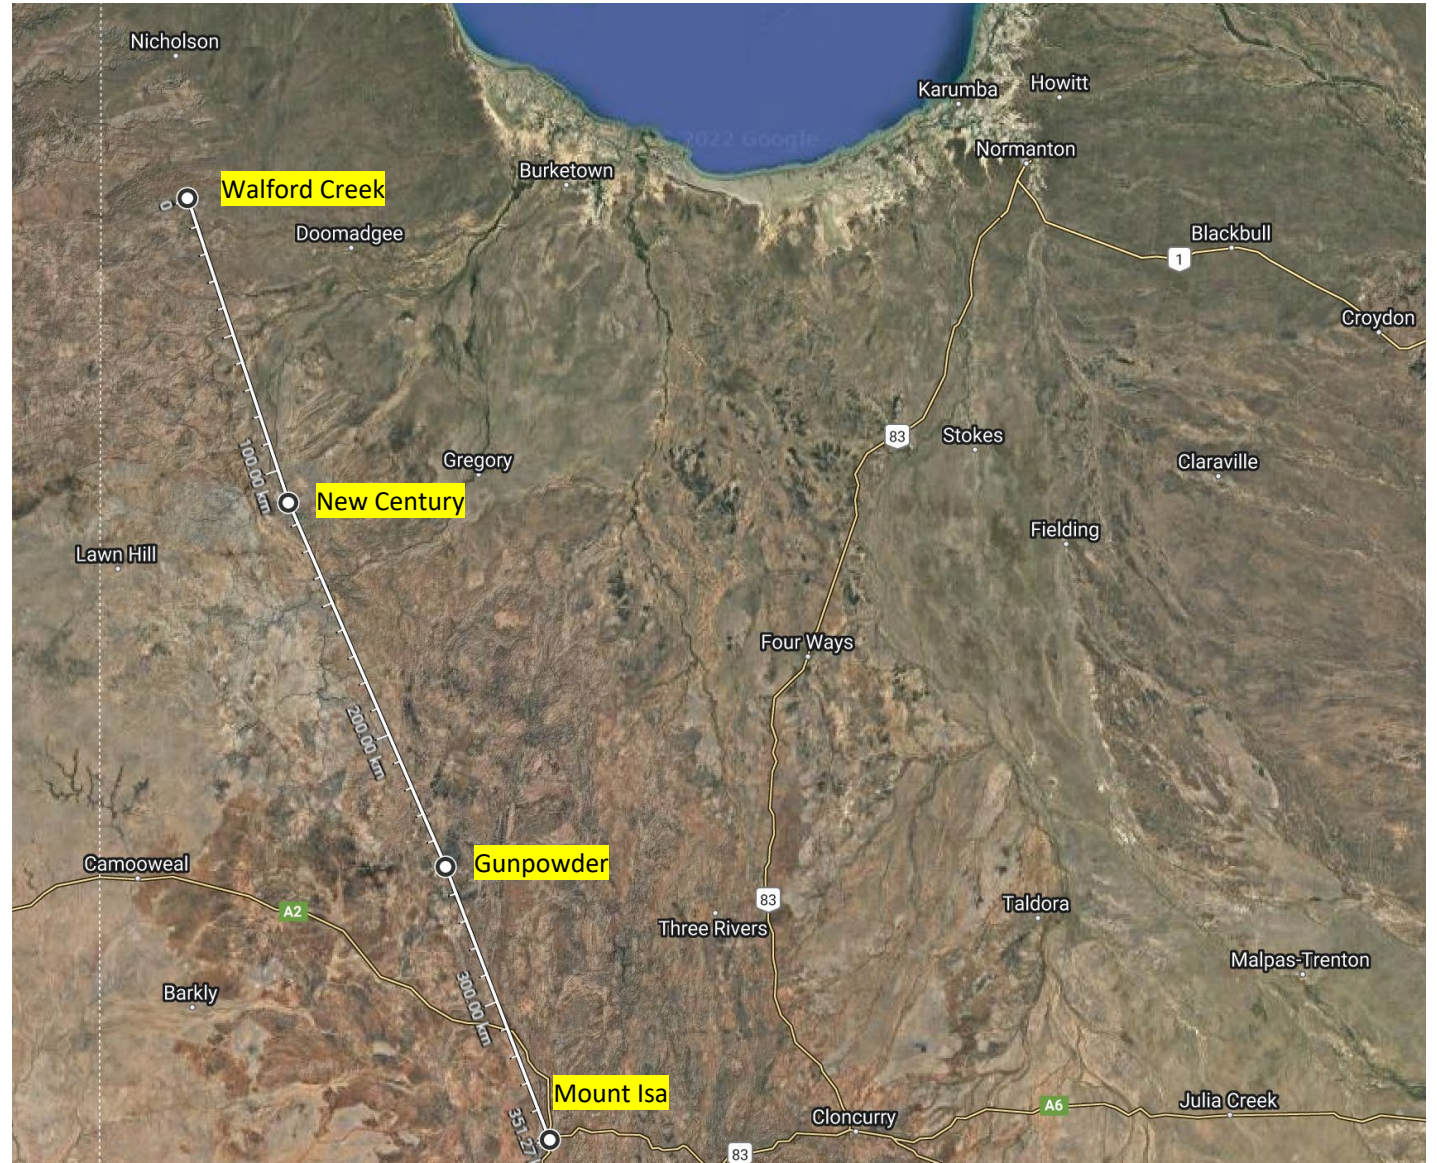 Nicholson
Howitt
Karumba
2022 Google
Normanton
Burketown
Walford Creek
0
Doomadgee
Blackbull
1
Croydon
83
Stokes
100.00 km
Gregory
Claraville
New Century
Fielding
Lawn Hill
Four Ways
200.00 km
Gunpowder
Camooweal
83
Taldora
A2
Three Rivers
Malpas-Trenton
Barkly
300.00 km
Mount Isa
351.27
Julia Creek
A6
Cloncurry
83